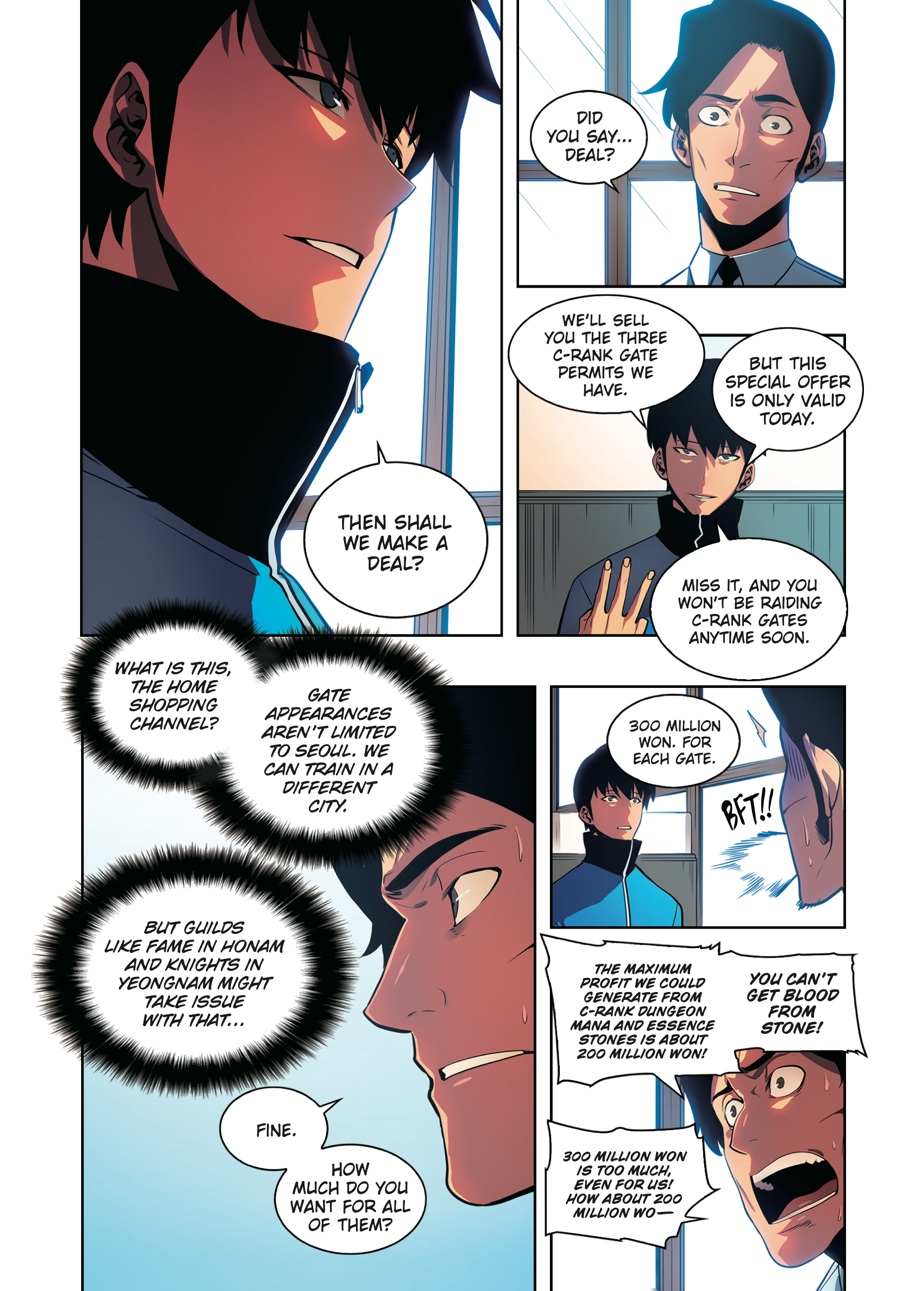 THEN SHALL
WE MAKE A
DEAL?
DID
YOU SAY...
DEAL?
WE'LL SELL
YOU THE THREE
C-RANK GATE
PERMITS WE
HAVE.
BUT THIS
SPECIAL OFFER
IS ONLY VALID
TODAY.
MISS IT, AND YOU
WON'T BE RAIDING
C-RANK GATES
ANYTIME SOON.
WHAT IS THIS,
THE HOME
SHOPPING
CHANNEL?
GATE
APPEARANCES
AREN'T LIMITED
TO SEOUL. WE
CAN TRAIN IN A
DIFFERENT
CITY.
BUT GUILDS
LIKE FAME IN HONAM
AND KNIGHTS IN
YEONGNAM MIGHT
TAKE ISSUE
WITH THAT...
FINE.
HOW
MUCH DO YOU
WANT FOR ALL
OF THEM?
300 MILLION
WON. FOR
EACH GATE.
BFT!!
YOU CAN'T
GET BLOOD
FROM
STONE!
THE MAXIMUM
PROFIT WE COULD
GENERATE FROM
C-RANK DUNGEON
MANA AND ESSENCE
STONES IS ABOUT
200 MILLION WON!
300 MILLION WON
IS TOO MUCH,
EVEN FOR US!
HOW ABOUT 200
MILLION WO—